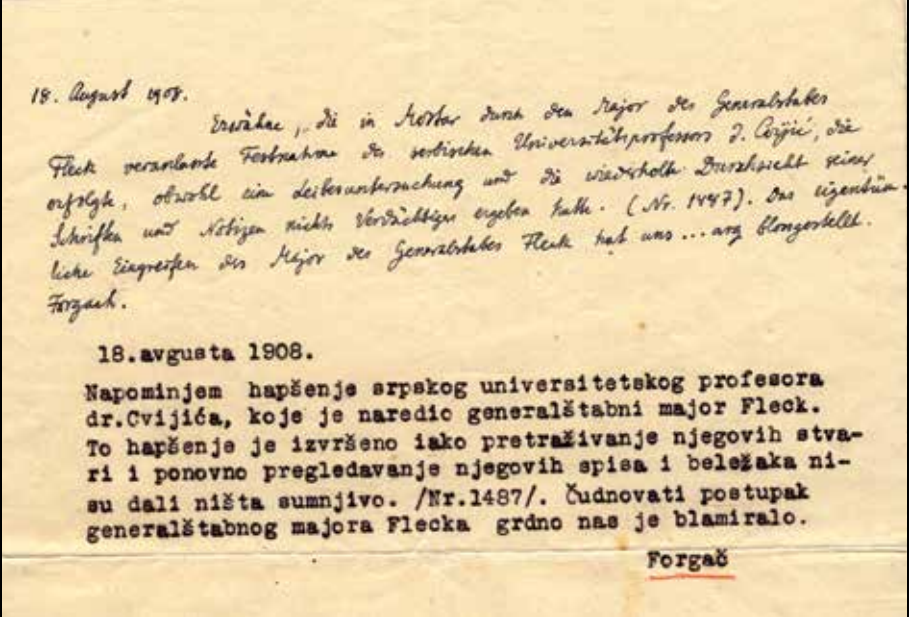 18. August 1908.
Erwähne, die in Mostar durch den Major des Generalstabes
Fleck veranlasste Festnahme des serbischen Universitätsprofessors J. Cvijić, die
erfolgte, obwohl eine Leibesuntersuchung und die wiederholte Durchsicht seiner
Schriften und Notizen nichts Verdächtiges ergeben hatte. (Nr. 1487). Das eigentüm-
liche Eingreifen des Major des Generalstabes Fleck hat uns ... arg blongestellt.
Forgach.
18.avgusta 1908.
Napominjem hapšenje srpskog universitetskog profesora
dr.Cvijića, koje je naredio generalštabni major Fleck.
To hapšenje je izvršeno iako pretraživanje njegovih stva-
ri i ponovno pregledavanje njegovih spisa i beležaka ni-
su dali ništa sumnjivo. /Nr.1487/. Čudnovati postupak
generalštabnog majora Flecka grdno nas je blamiralo.
Forgač